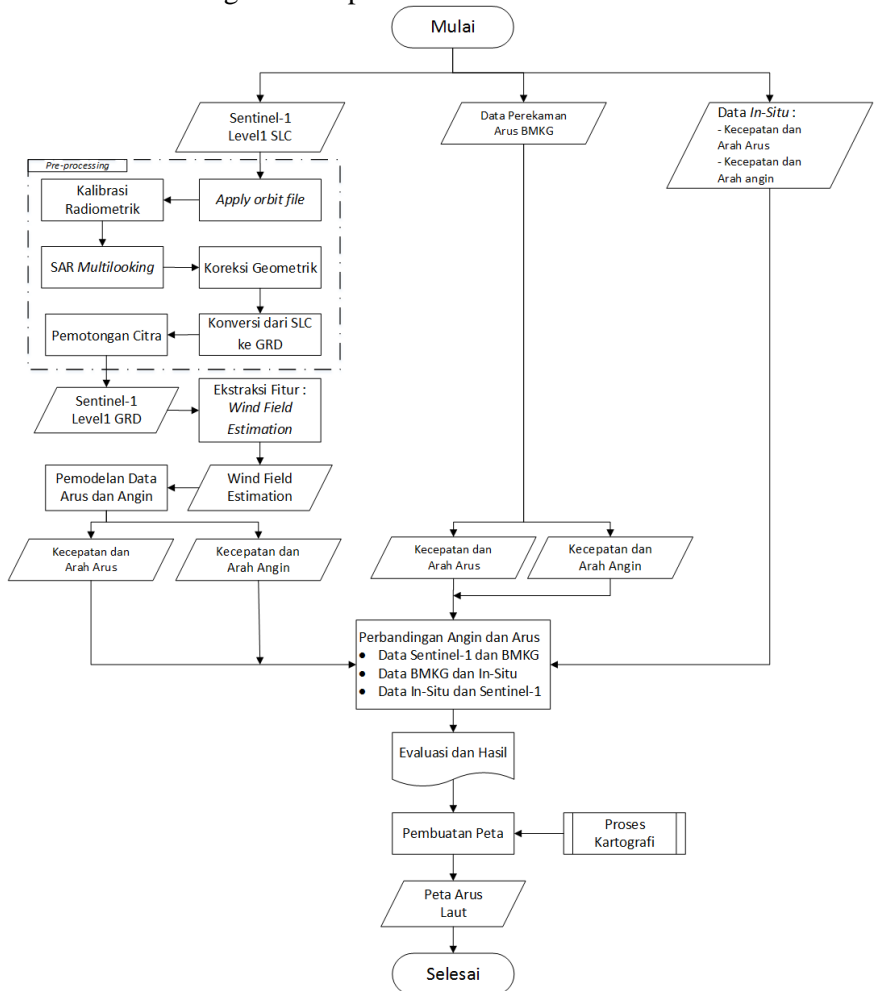 Mulai
Sentinel-1
Level1 SLC
Data Perekaman
Arus BMKG
Data In-Situ :
- Kecepatan dan
Arah Arus
- Kecepatan dan
Arah angin
Pre-processing
Kalibrasi
Radiometrik
Apply orbit file
SAR Multilooking
Koreksi Geometrik
Pemotongan Citra
Konversi dari SLC
ke GRD
Sentinel-1
Level1 GRD
Ekstraksi Fitur :
Wind Field
Estimation
Pemodelan Data
Arus dan Angin
Wind Field
Estimation
Kecepatan dan
Arah Arus
Kecepatan dan
Arah Angin
Kecepatan dan
Arah Arus
Kecepatan dan
Arah Angin
Perbandingan Angin dan Arus
● Data Sentinel-1 dan BMKG
● Data BMKG dan In-Situ
● Data In-Situ dan Sentinel-1
Evaluasi dan Hasil
Pembuatan Peta
Proses
Kartografi
Peta Arus
Laut
Selesai